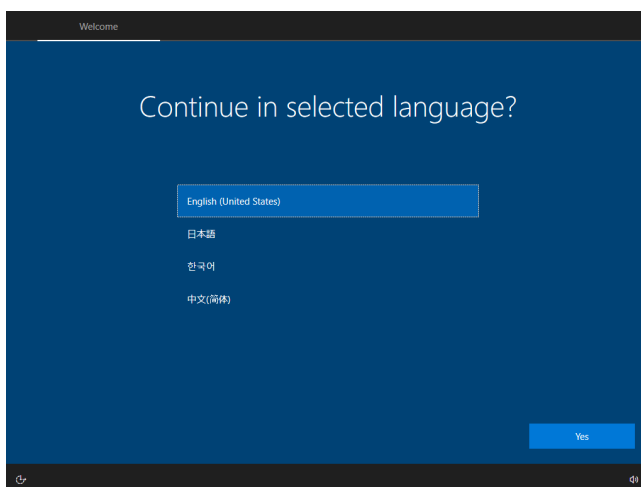 Welcome
Continue in selected language?
English (United States)
日本語
한국어
中文(简体)
Yes